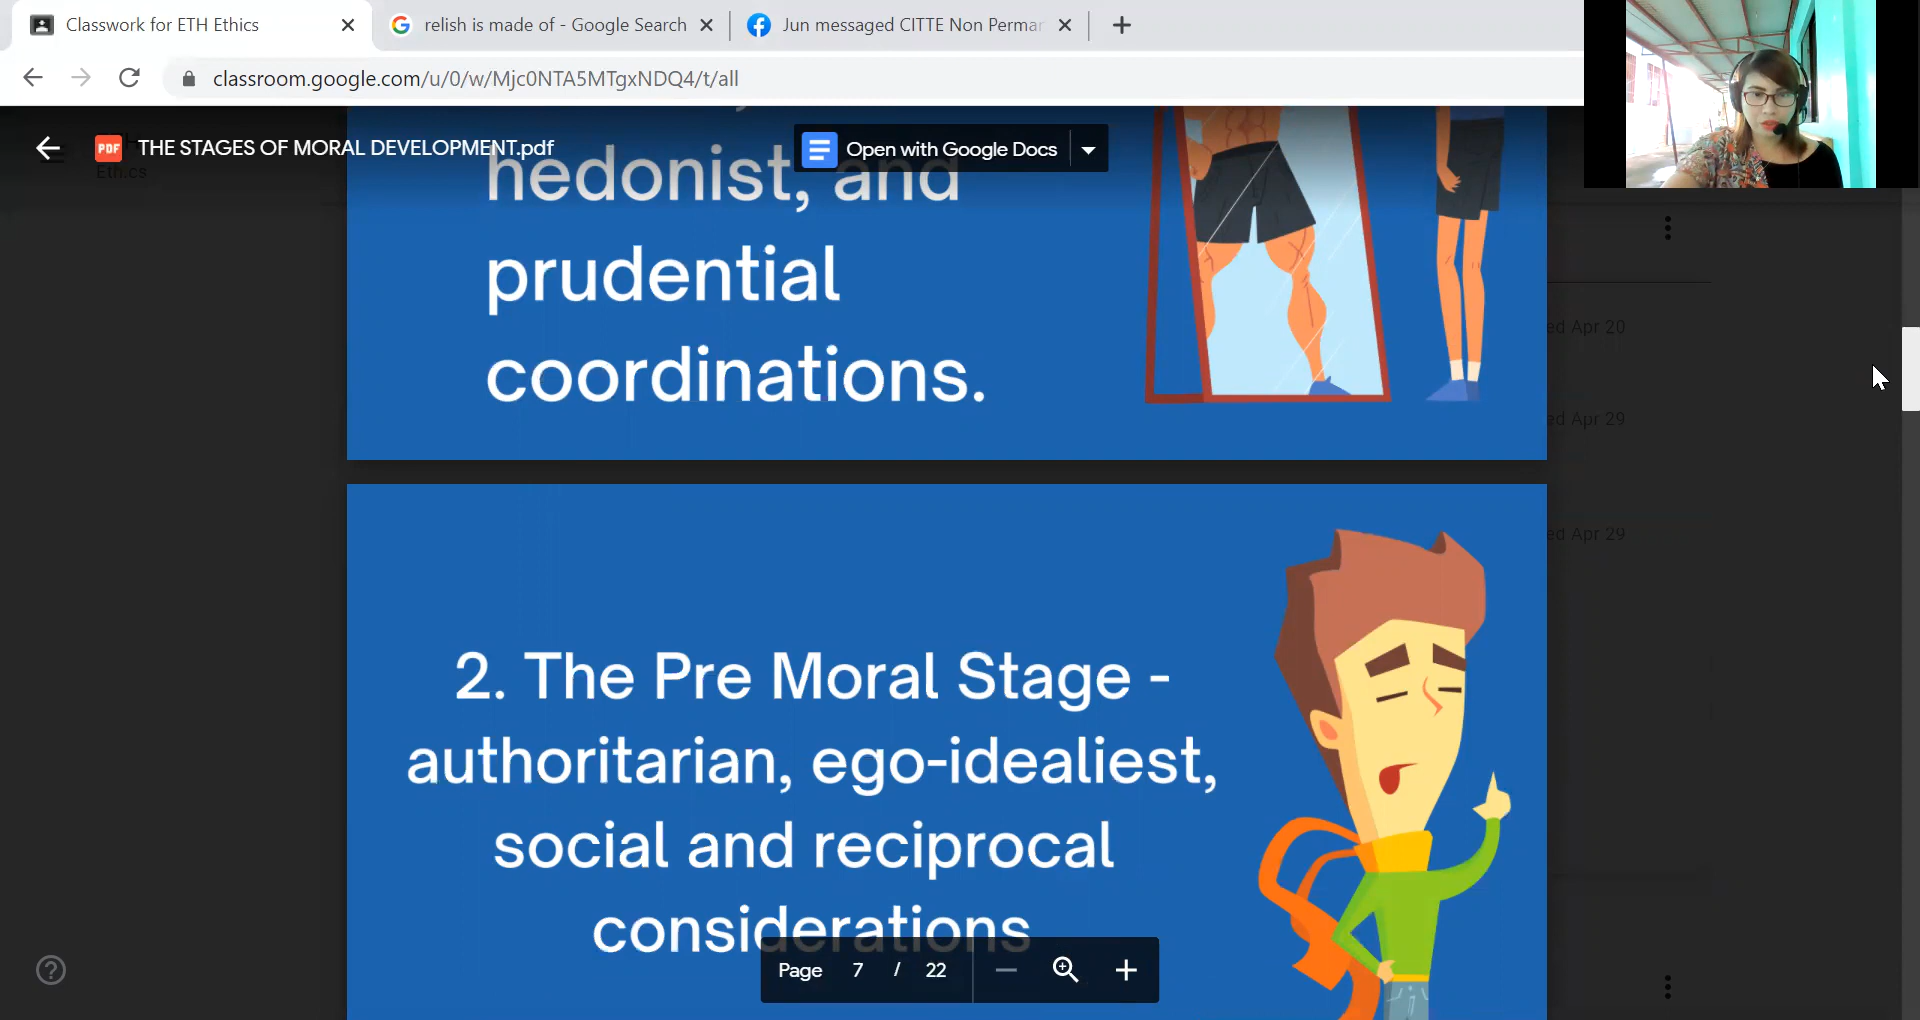 Classwork for ETH Ethics
relish is made of - Google Search
Jun messaged CITTE Non Permar
classroom.google.com/u/0/w/Mjc0NTA5MTgxNDQ4/t/all
PDF
THE STAGES OF MORAL DEVELOPMENT.pdf
Open with Google Docs
hedonist, and
prudential
coordinations.
ed Apr 20
ed Apr 29
ed Apr 29
2. The Pre Moral Stage -
authoritarian, ego-idealiest,
social and reciprocal
considerations
Page 7 / 22